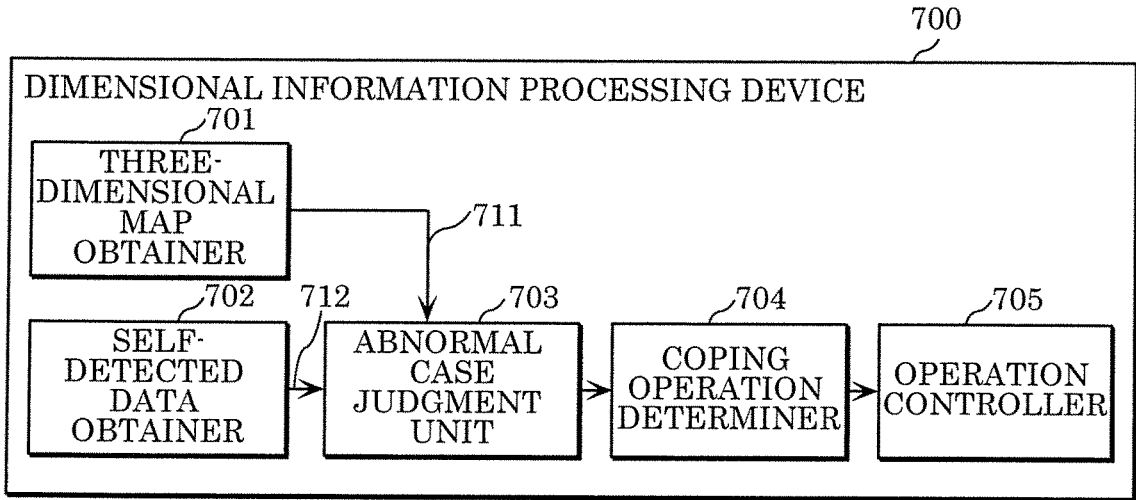 700
DIMENSIONAL INFORMATION PROCESSING DEVICE
701
THREE-
DIMENSIONAL
MAP
OBTAINER
711
702
SELF-
DETECTED
DATA
OBTAINER
712
703
ABNORMAL
CASE
JUDGMENT
UNIT
704
COPING
OPERATION
DETERMINER
705
OPERATION
CONTROLLER